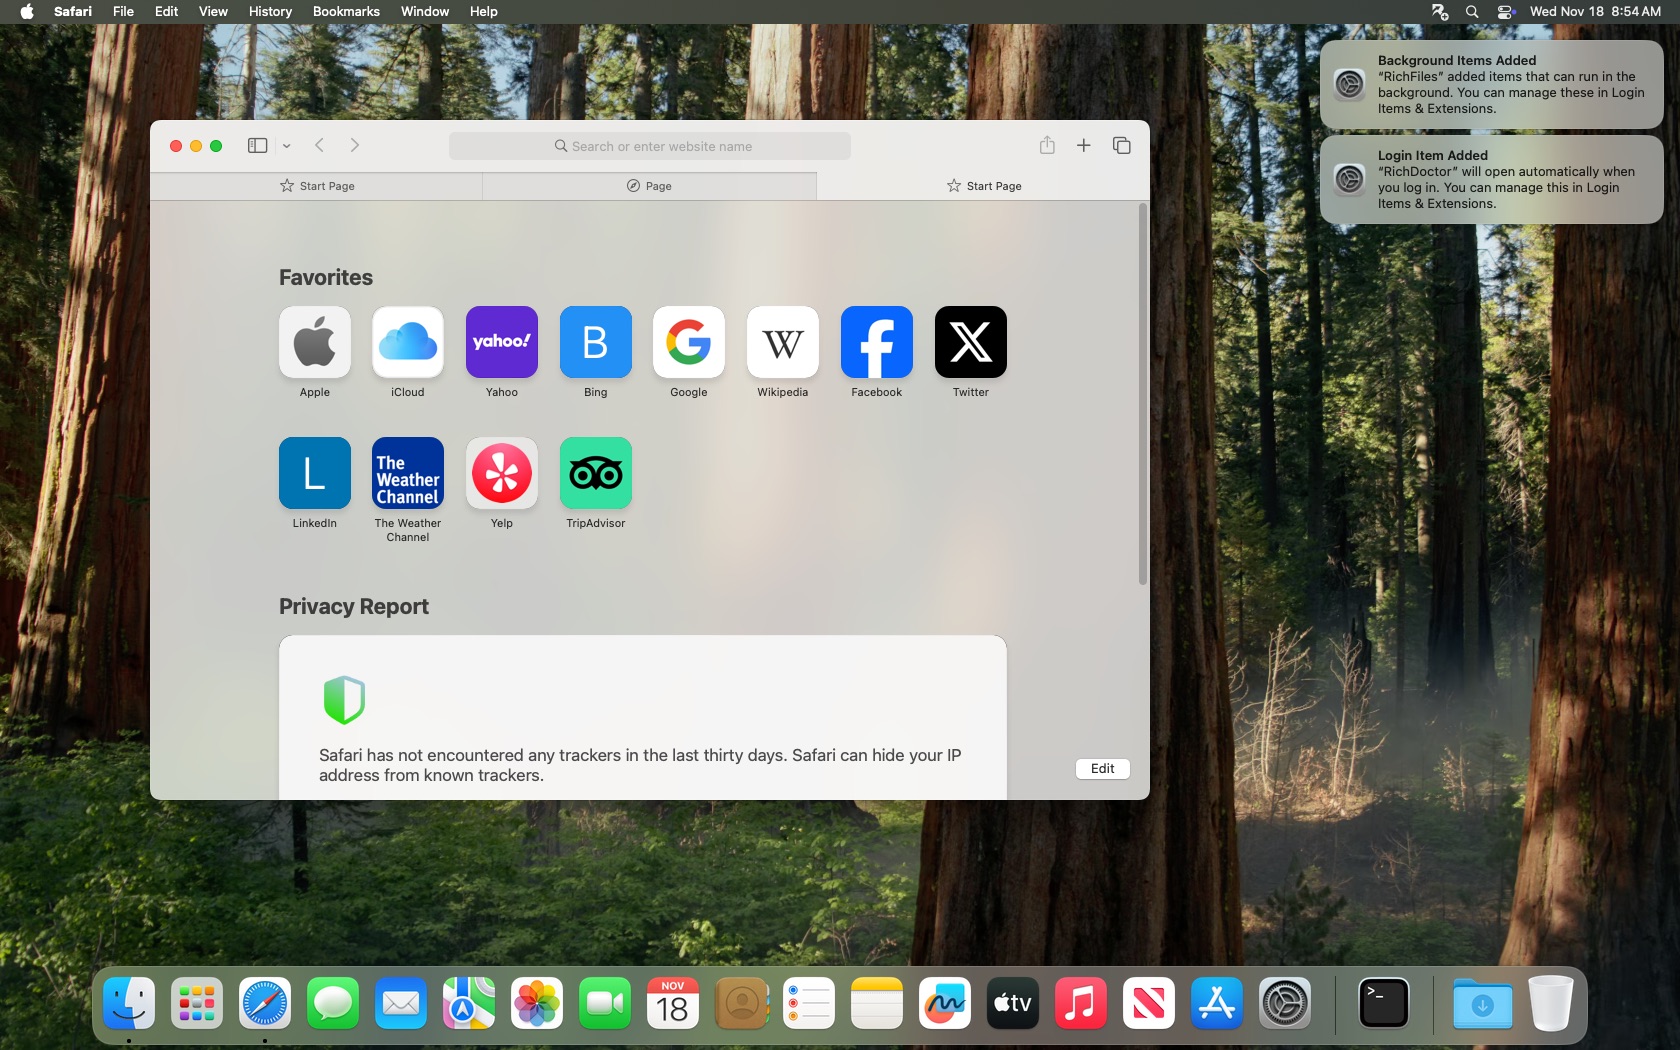 Safari File Edit View History Bookmarks Window Help
Wed Nov 18 8:54 AM
Background Items Added
“RichFiles” added items that can run in the
background. You can manage these in Login
Items & Extensions.
Login Item Added
“RichDoctor” will open automatically when
you log in. You can manage this in Login
Items & Extensions.
Search or enter website name
Start Page
Page
Start Page
Favorites
yahoo!
B
G
W
f
X
Apple
iCloud
Yahoo
Bing
Google
Wikipedia
Facebook
Twitter
L
The
Weather
Channel
LinkedIn
The Weather
Channel
Yelp
TripAdvisor
Privacy Report
Safari has not encountered any trackers in the last thirty days. Safari can hide your IP
address from known trackers.
Edit
NOV
18
tv
>_